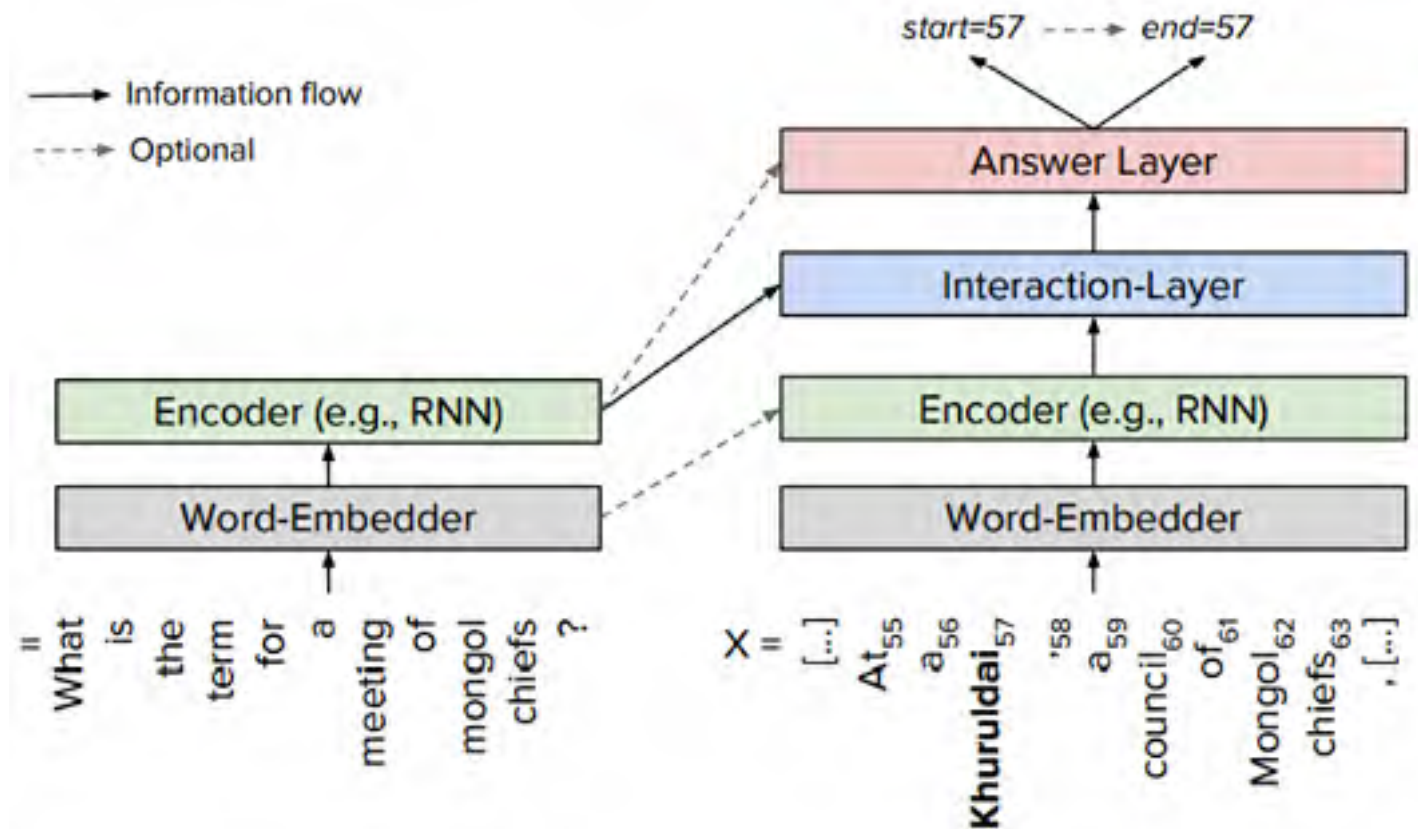 start=57 end=57
Information flow
Optional
Answer Layer
Interaction-Layer
Encoder (e.g., RNN)
Encoder (e.g., RNN)
Word-Embedder
Word-Embedder
= What is the term for a meeting of mongol chiefs ?
X = [...] At55 a56 Khuruldai57 ,58 a59 council60 of61 Mongol62 chiefs63 , [...]